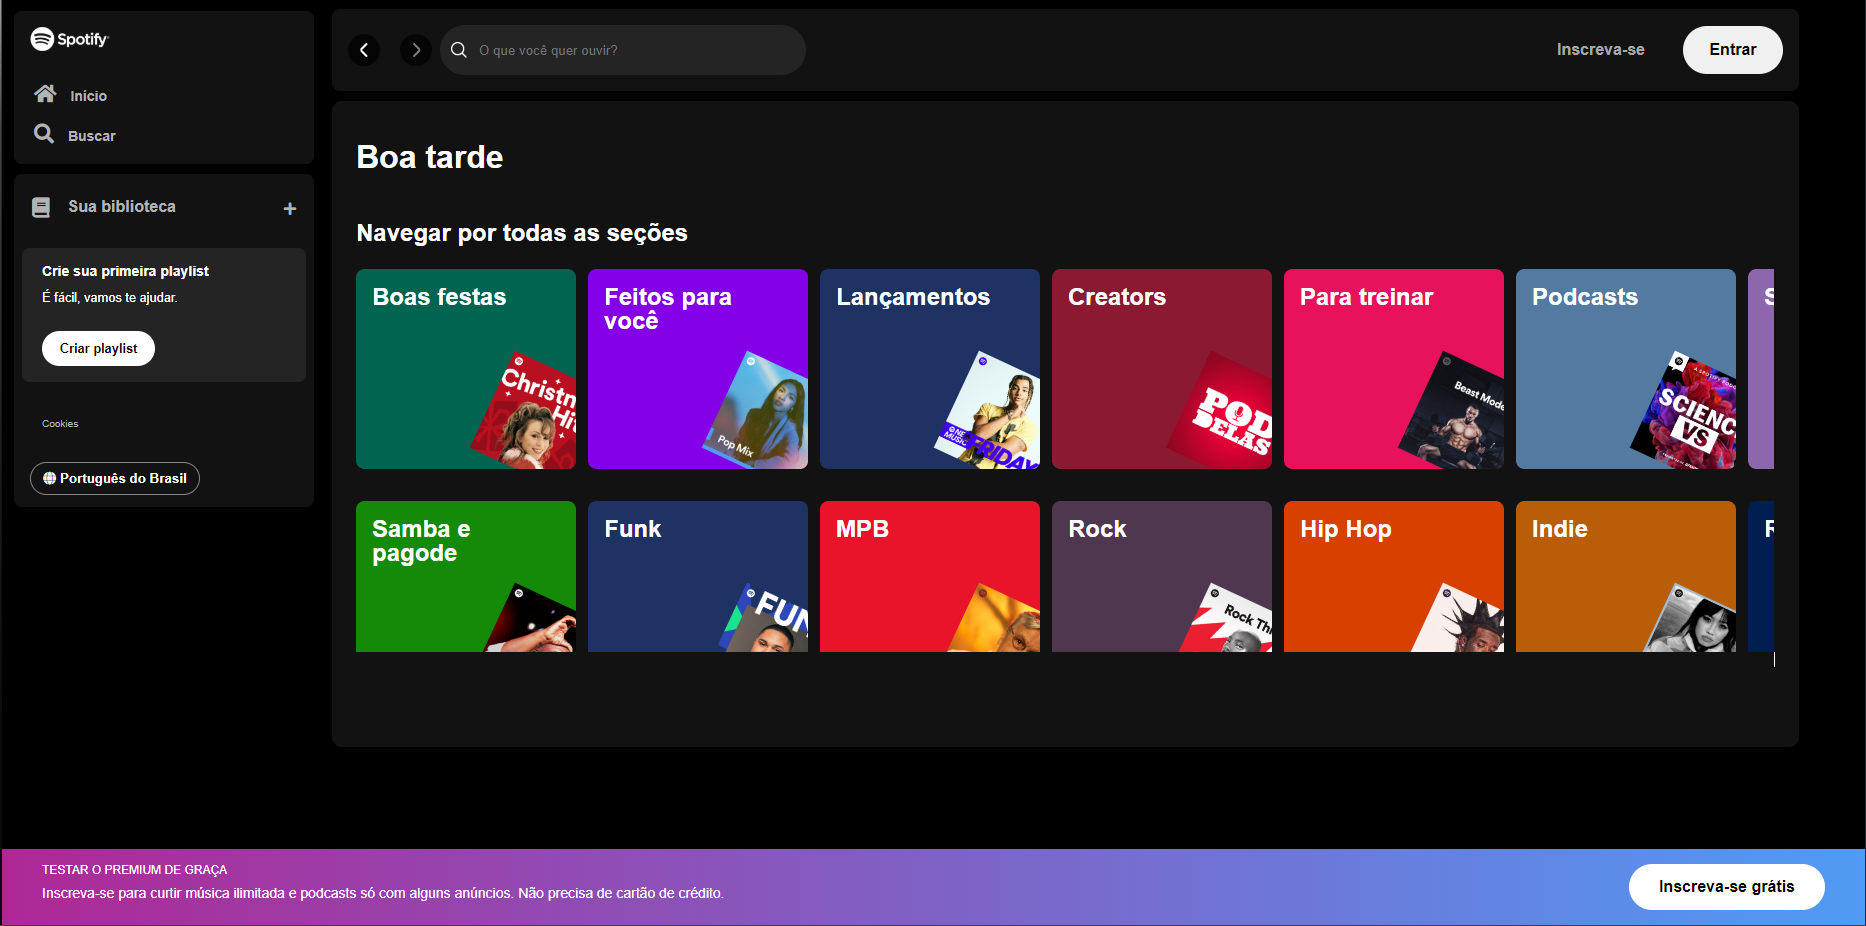 Spotify
Início
Buscar
Sua biblioteca
Crie sua primeira playlist
É fácil, vamos te ajudar.
Criar playlist
Cookies
Português do Brasil
O que você quer ouvir?
Inscreva-se
Entrar
Boa tarde
Navegar por todas as seções
Boas festas
Christm
Hit
Feitos para
você
Pop Mix
Lançamentos
ONE
MUSIC
FRIDAY
Creators
POD
DELAS
Para treinar
Beast Mode
Podcasts
A SPOTIFY PODC
SCIENC
VS
S
Samba e
pagode
Funk
FUN
MPB
Rock
Rock Thi
Hip Hop
Indie
R
TESTAR O PREMIUM DE GRAÇA
Inscreva-se para curtir música ilimitada e podcasts só com alguns anúncios. Não precisa de cartão de crédito.
Inscreva-se grátis